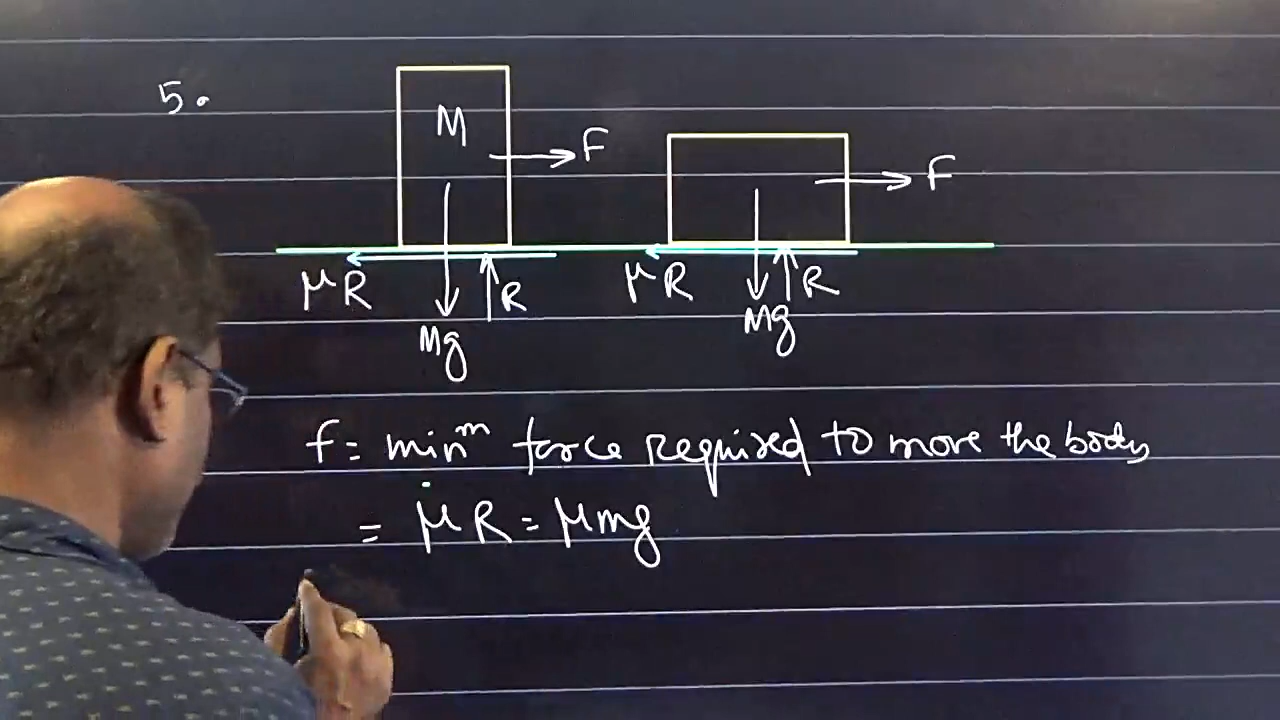 5.
M
F
F
μR
R
μR
R
Mg
Mg
f = minᵐ force required to move the body
= μR = μmg